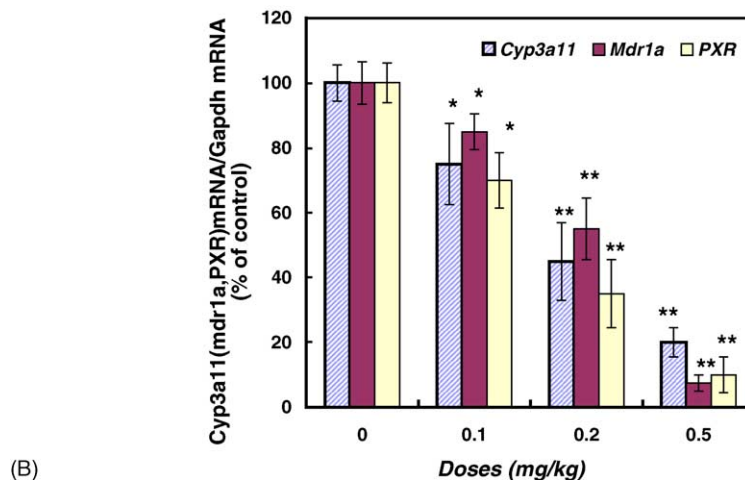 120
100
80
60
40
20
0
Cyp3a11(mdr1a,PXR)mRNA/Gapdh mRNA
(% of control)
Cyp3a11 Mdr1a PXR
* * *
** ** **
** ** **
0 0.1 0.2 0.5
Doses (mg/kg)
(B)